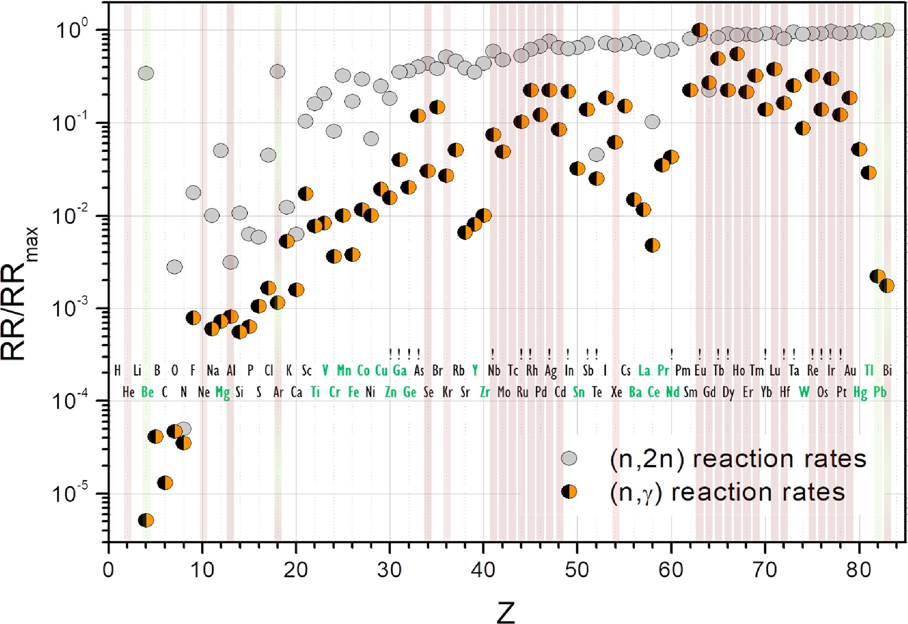 10^0
10^-1
10^-2
10^-3
10^-4
10^-5
RR/RRmax
! ! ! ! ! ! ! ! ! ! ! ! ! ! ! ! ! ! ! ! !
H Li B O F Na Al P Cl K Sc V Mn Co Cu Ga As Br Rb Y Nb Tc Rh Ag In Sb I Cs La Pr Pm Eu Tb Ho Tm Lu Ta Re Ir Au Tl Bi
He Be C N Ne Mg Si S Ar Ca Ti Cr Fe Ni Zn Ge Se Kr Sr Zr Mo Ru Pd Cd Sn Te Xe Ba Ce Nd Sm Gd Dy Er Yb Hf W Os Pt Hg Pb
(n,2n) reaction rates
(n,γ) reaction rates
0 10 20 30 40 50 60 70 80
Z